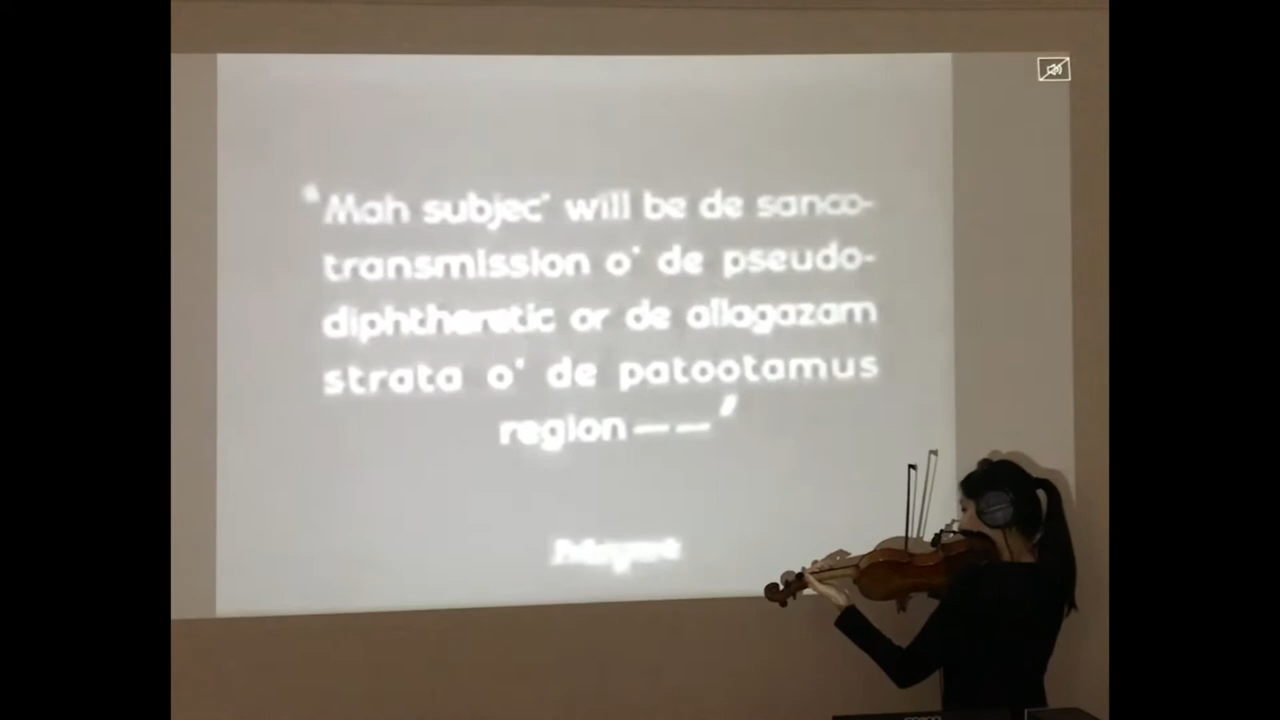 “Mah subjec' will be de sanco-
transmission o' de pseudo-
diphtheretic or de allagazam
strata o' de patootamus
region — —”